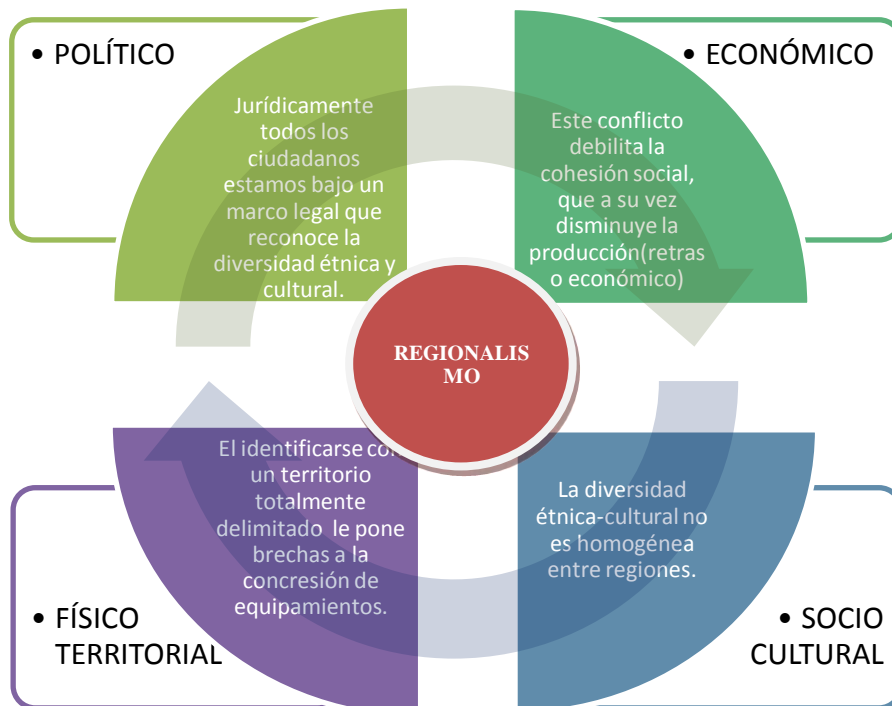 • POLÍTICO
Jurídicamente
todos los
ciudadanos
estamos bajo un
marco legal que
reconoce la
diversidad étnica y
cultural.
• ECONÓMICO
Este conflicto
debilita la
cohesión social,
que a su vez
disminuye la
producción(retras
o económico)
REGIONALIS
MO
El identificarse con
un territorio
totalmente
delimitado le pone
brechas a la
concresión de
equipamientos.
• FÍSICO
TERRITORIAL
La diversidad
étnica-cultural no
es homogénea
entre regiones.
• SOCIO
CULTURAL